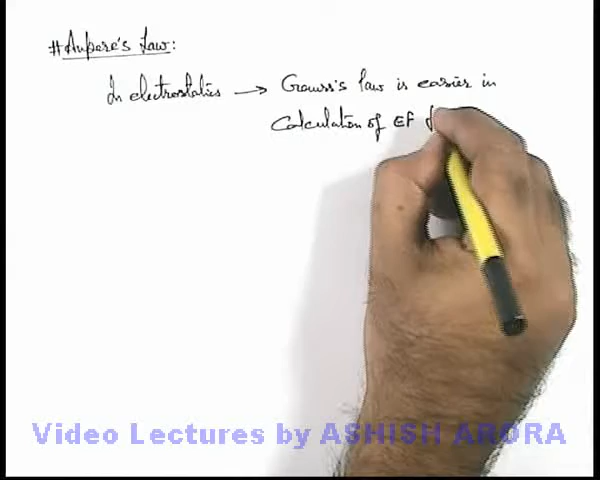 # Ampere's Law:
In electrostatics → Gauss's law is easier in
Calculation of EF
Video Lectures by ASHISH ARORA